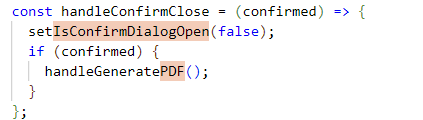 const handleConfirmClose = (confirmed) => {
  setIsConfirmDialogOpen(false);
  if (confirmed) {
    handleGeneratePDF();
  }
};